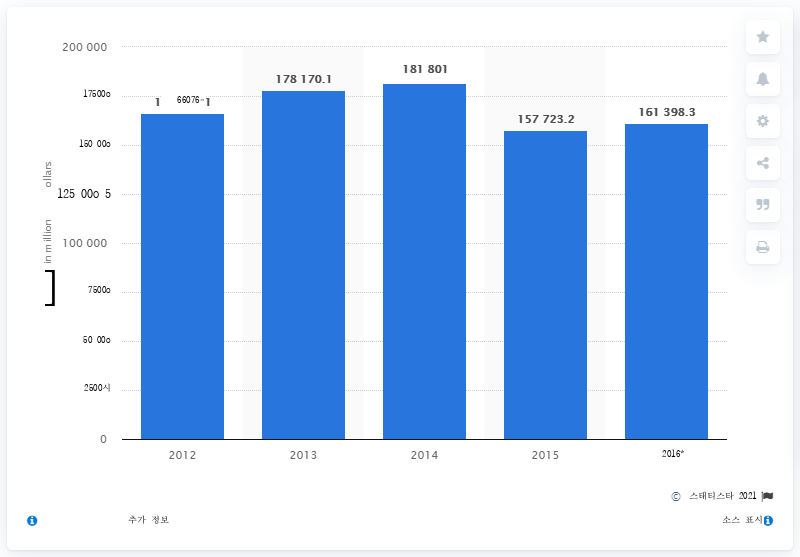 200 000
17500o
150 00o
125 00o 5
100 000
7500o
50 00o
2500시
0
ollars
in million
]
1 66076-1
178 170.1
181 801
157 723.2
161 398.3
2012
2013
2014
2015
2016*
© 스태티스타 2021
추가 정보
소스 표시